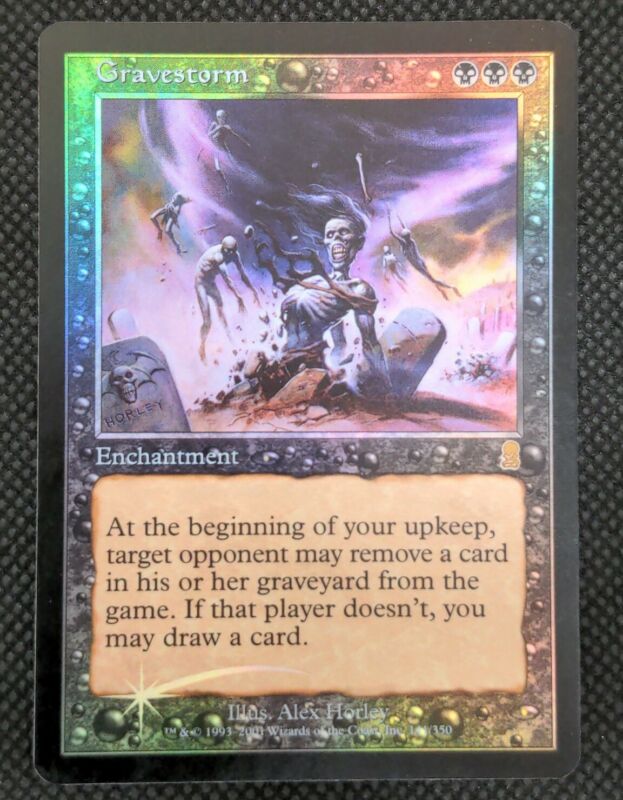 Gravestorm
HORLEY
Enchantment
At the beginning of your upkeep,
target opponent may remove a card
in his or her graveyard from the
game. If that player doesn't, you
may draw a card.
Illus. Alex Horley
™ & © 1993-2001 Wizards of the Coast, Inc. 141/350